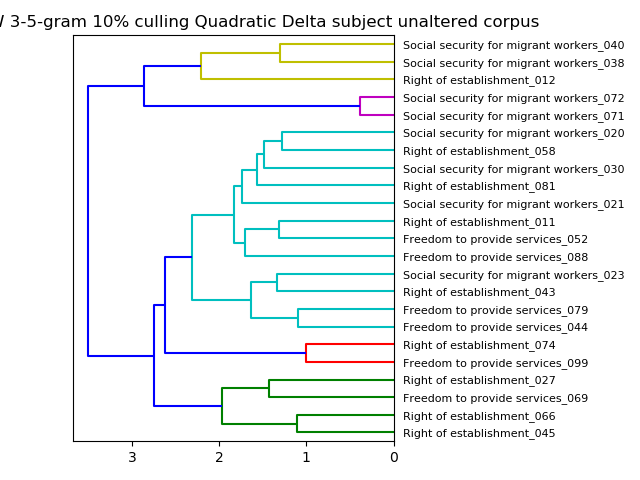 3-5-gram 10% culling Quadratic Delta subject unaltered corpus
Social security for migrant workers_040
Social security for migrant workers_038
Right of establishment_012
Social security for migrant workers_072
Social security for migrant workers_071
Social security for migrant workers_020
Right of establishment_058
Social security for migrant workers_030
Right of establishment_081
Social security for migrant workers_021
Right of establishment_011
Freedom to provide services_052
Freedom to provide services_088
Social security for migrant workers_023
Right of establishment_043
Freedom to provide services_079
Freedom to provide services_044
Right of establishment_074
Freedom to provide services_099
Right of establishment_027
Freedom to provide services_069
Right of establishment_066
Right of establishment_045
3 2 1 0